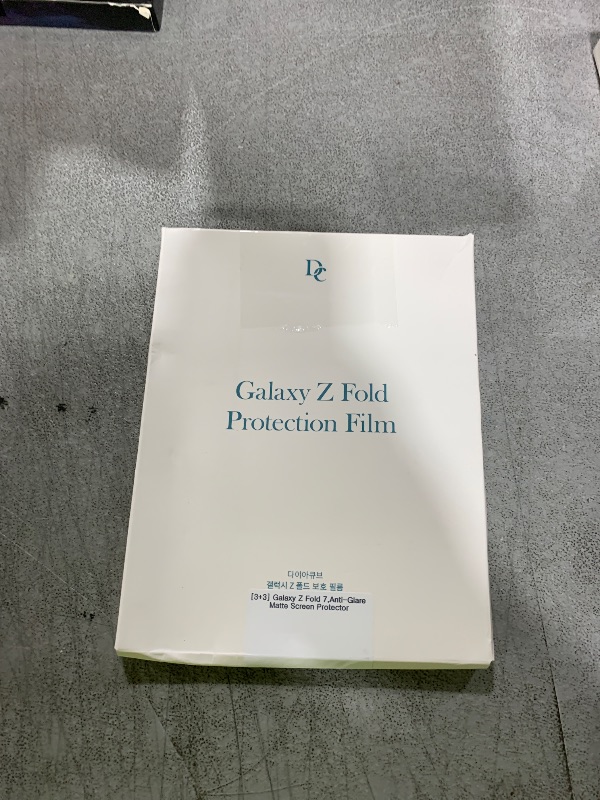 Dc
Galaxy Z Fold
Protection Film
다이아큐브
갤럭시 Z 폴드 보호 필름
[3+3] Galaxy Z Fold 7,Anti-Glare
Matte Screen Protector